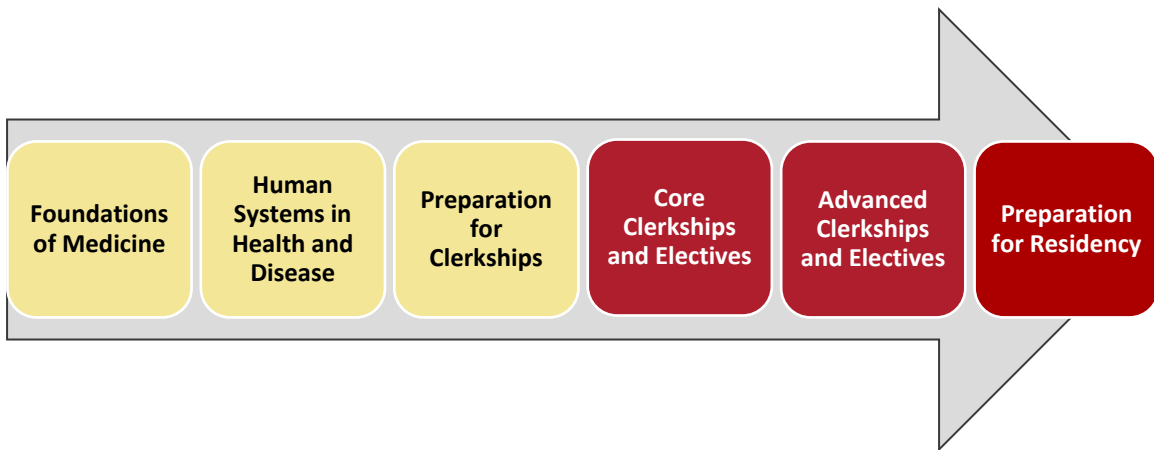 Foundations
of Medicine
Human
Systems in
Health and
Disease
Preparation
for
Clerkships
Core
Clerkships
and Electives
Advanced
Clerkships
and Electives
Preparation
for Residency